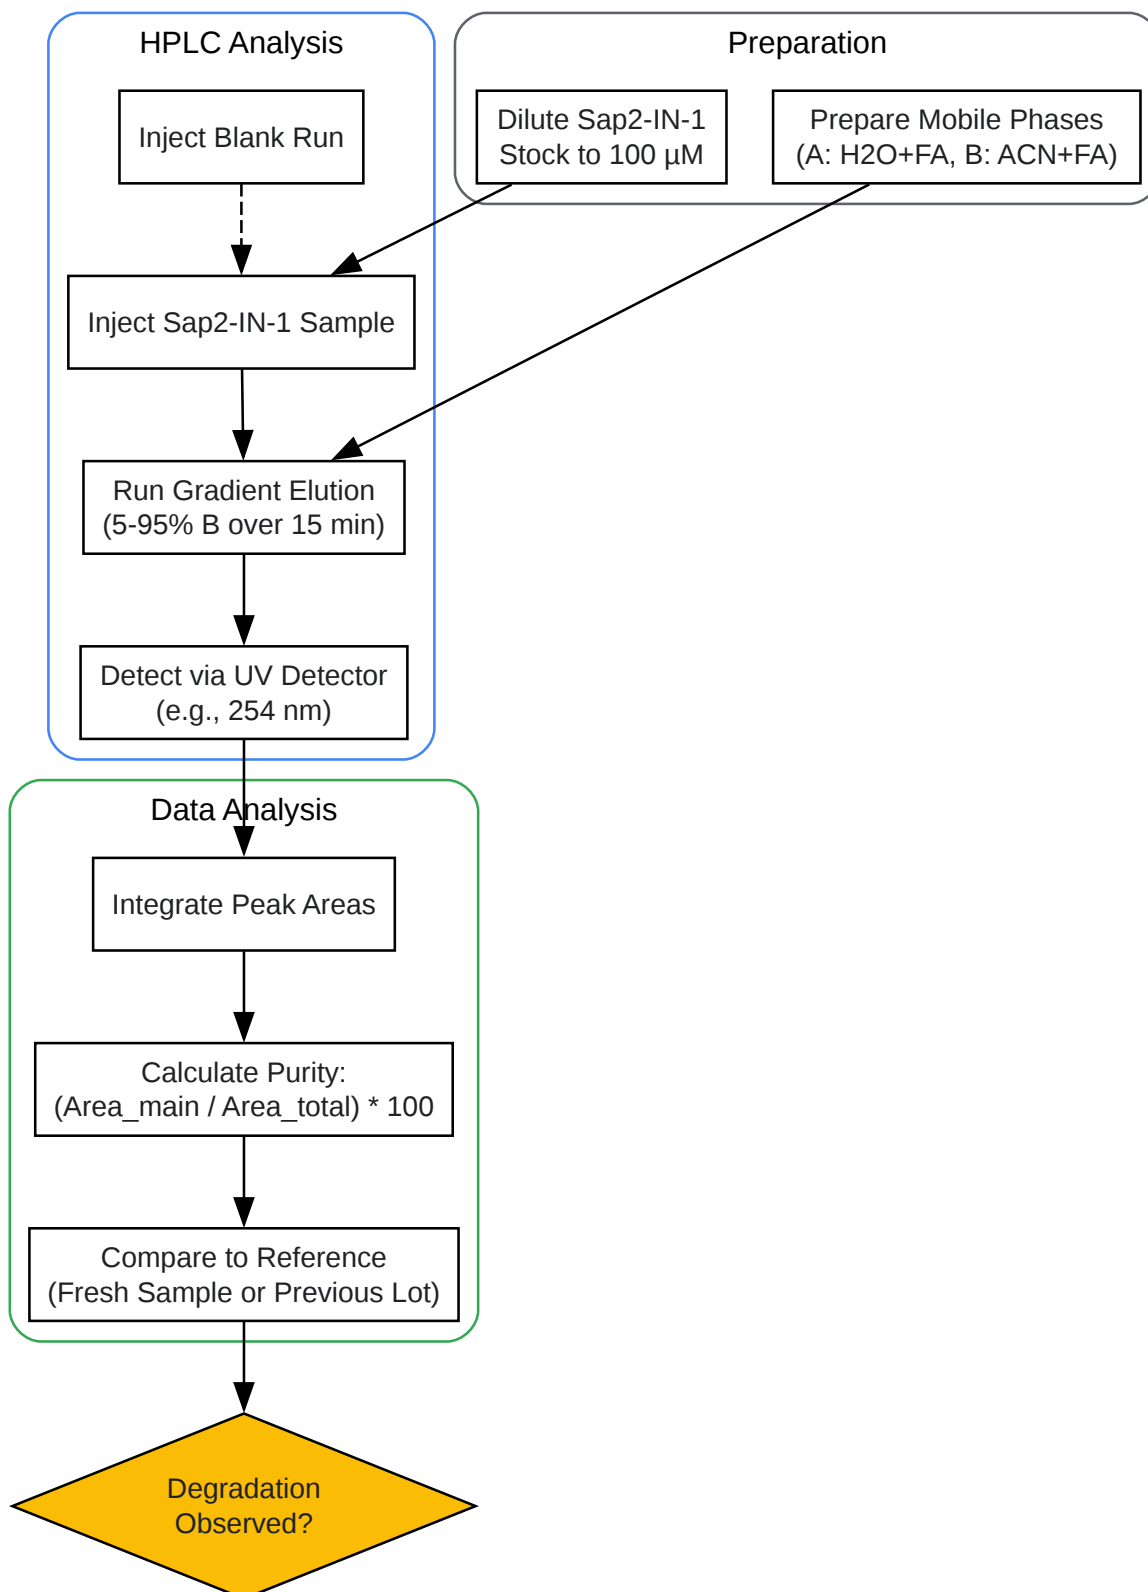 HPLC Analysis
Preparation
Inject Blank Run
Dilute Sap2-IN-1
Stock to 100 µM
Prepare Mobile Phases
(A: H2O+FA, B: ACN+FA)
Inject Sap2-IN-1 Sample
Run Gradient Elution
(5-95% B over 15 min)
Detect via UV Detector
(e.g., 254 nm)
Data Analysis
Integrate Peak Areas
Calculate Purity:
(Area_main / Area_total) * 100
Compare to Reference
(Fresh Sample or Previous Lot)
Degradation
Observed?